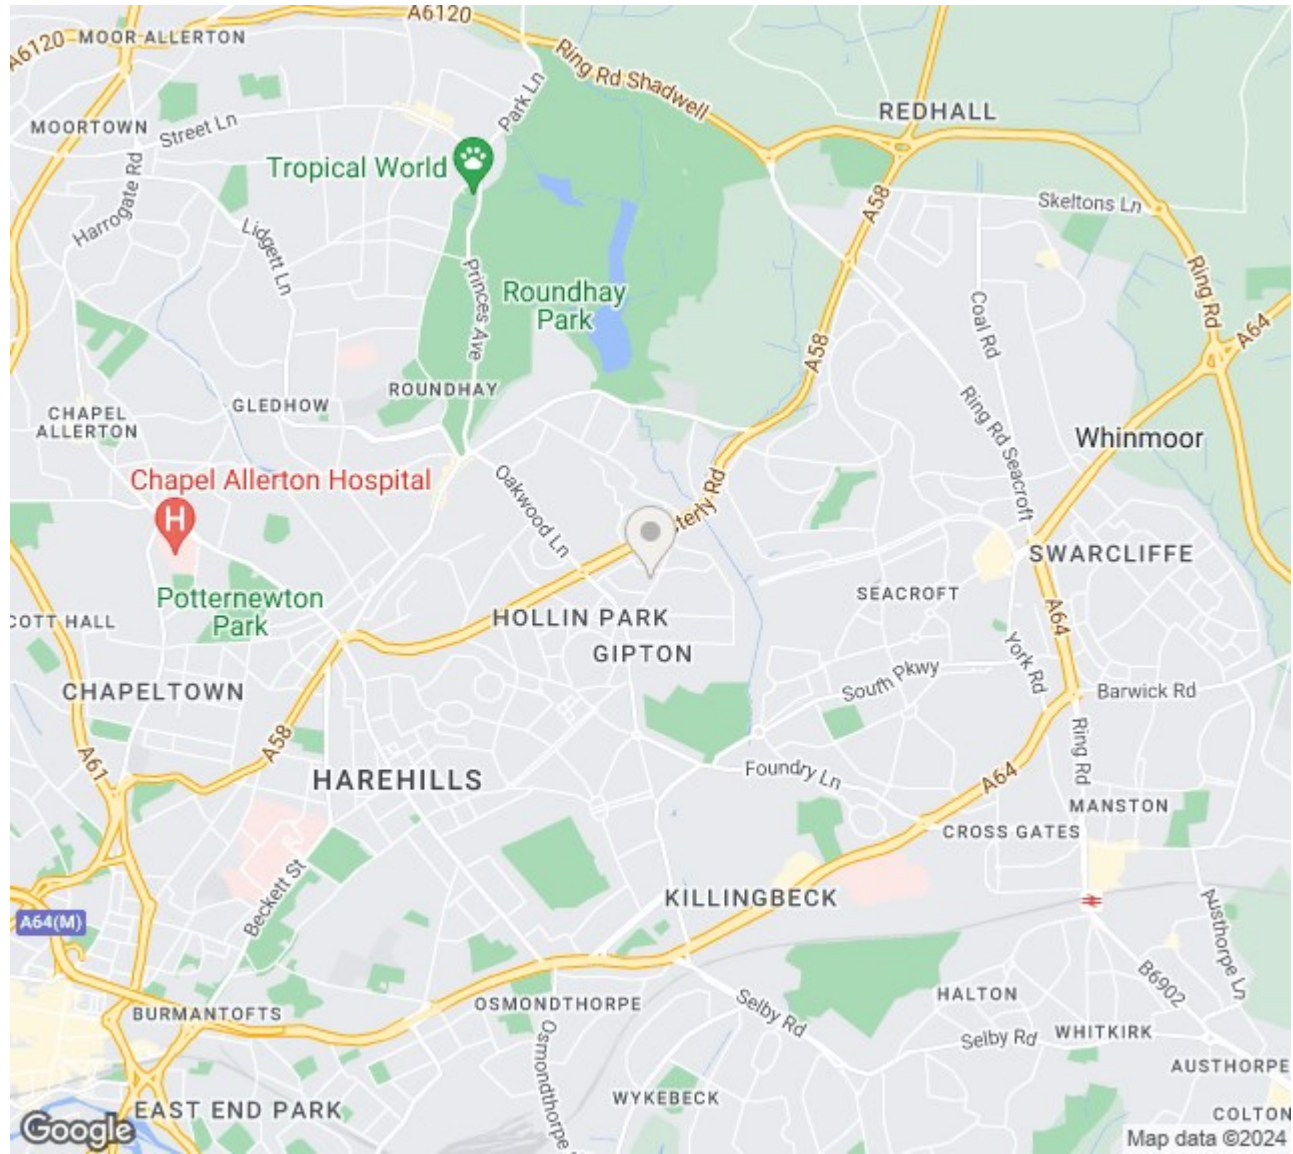 A6120
A6120
MOOR ALLERTON
Ring Rd Shadwell
Park Ln
REDHALL
MOORTOWN
Street Ln
Tropical World
A58
Skeltons Ln
Harrogate Rd
Lidgett Ln
Princes Ave
Roundhay
Park
Ring Rd
Coal Rd
A64
A58
ROUNDHAY
GLEDHOW
CHAPEL
ALLERTON
Ring Rd Seacroft
Whinmoor
Chapel Allerton Hospital
H
Oakwood Ln
terly Rd
SWARCLIFFE
SEACROFT
Potternewton
Park
COTT HALL
HOLLIN PARK
GIPTON
A64
York Rd
South Pkwy
CHAPELTOWN
Barwick Rd
A61
A58
Ring Rd
HAREHILLS
Foundry Ln
A64
MANSTON
CROSS GATES
Beckett St
KILLINGBECK
A64(M)
Austhorpe Ln
B6902
BURMANTOFTS
OSMONDTHORPE
HALTON
Selby Rd
Osmondthorpe
Selby Rd
WHITKIRK
AUSTHORPE
WYKEBECK
EAST END PARK
COLTON
Google
Map data ©2024